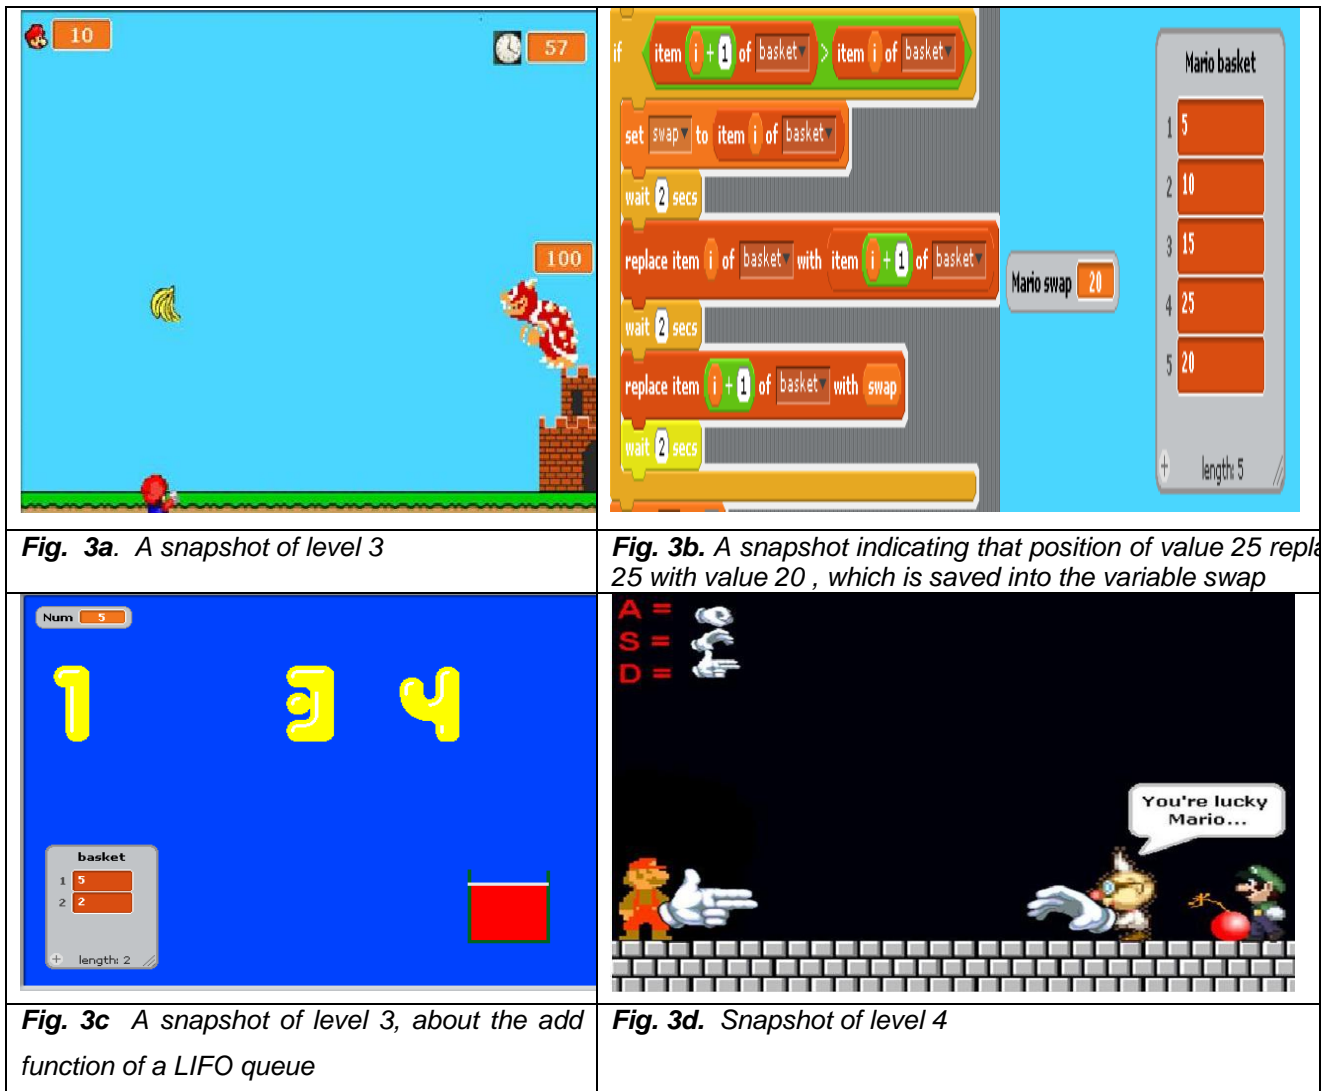 10
57
100
if item i + 1 of basket > item i of basket
set swap to item i of basket
wait 2 secs
replace item i of basket with item i + 1 of basket
wait 2 secs
replace item i + 1 of basket with swap
wait 2 secs
Mario swap 20
Mario basket
1 5
2 10
3 15
4 25
5 20
+ length: 5
Fig. 3a. A snapshot of level 3
Fig. 3b. A snapshot indicating that position of value 25
25 with value 20 , which is saved into the variable swap
Num 5
1 3 4
basket
1 5
2 2
+ length: 2
A =
S =
D =
You're lucky
Mario...
Fig. 3c A snapshot of level 3, about the add
function of a LIFO queue
Fig. 3d. Snapshot of level 4